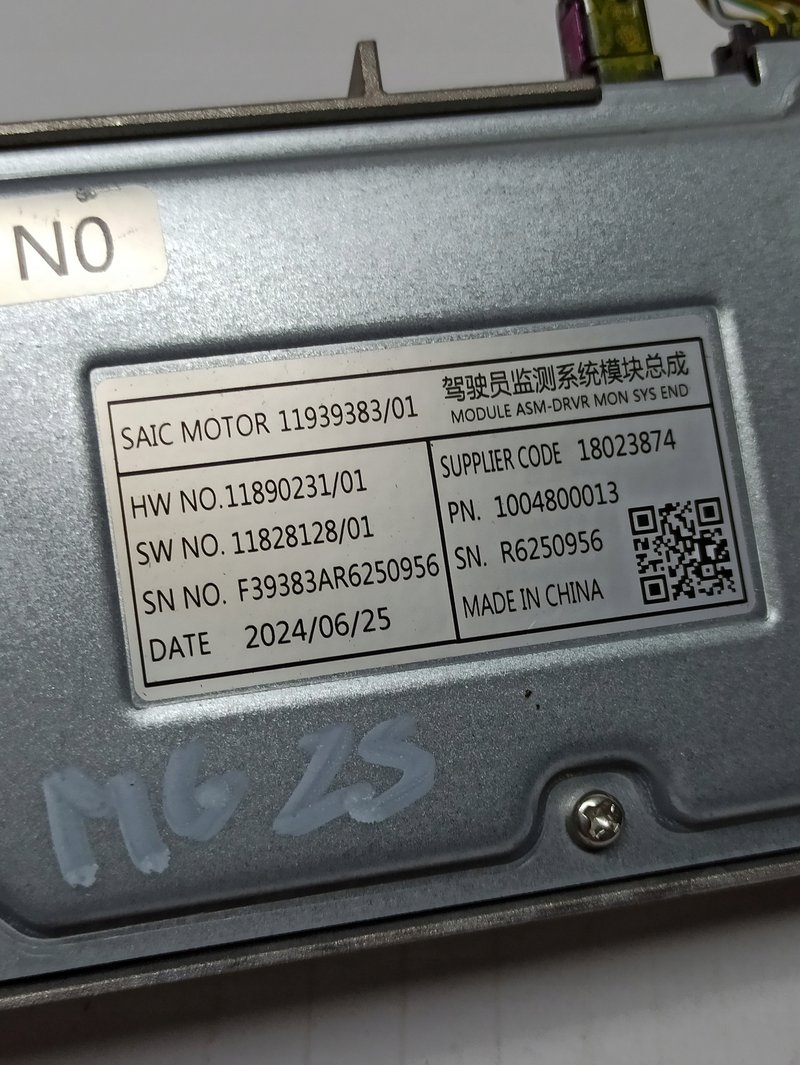 N0
SAIC MOTOR 11939383/01
驾驶员监测系统模块总成
MODULE ASM-DRVR MON SYS END
HW NO.11890231/01
SW NO. 11828128/01
SN NO. F39383AR6250956
DATE 2024/06/25
SUPPLIER CODE 18023874
PN. 1004800013
SN. R6250956
MADE IN CHINA
MG ZS